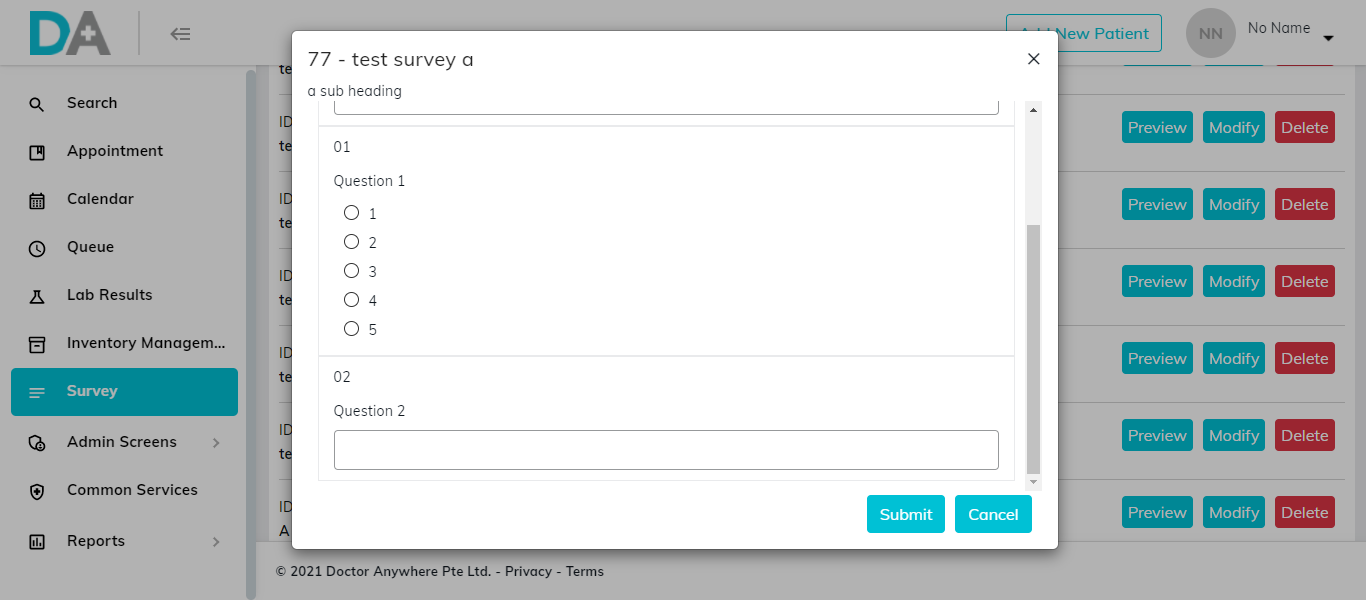 DA
Add New Patient
NN
No Name
77 - test survey a
a sub heading
01
Question 1
1
2
3
4
5
02
Question 2
Submit
Cancel
Search
Appointment
Calendar
Queue
Lab Results
Inventory Managem...
Survey
Admin Screens
Common Services
Reports
te
ID
te
Preview Modify Delete
ID
te
Preview Modify Delete
ID
te
Preview Modify Delete
ID
te
Preview Modify Delete
ID
te
Preview Modify Delete
ID
A
Preview Modify Delete
© 2021 Doctor Anywhere Pte Ltd. - Privacy - Terms